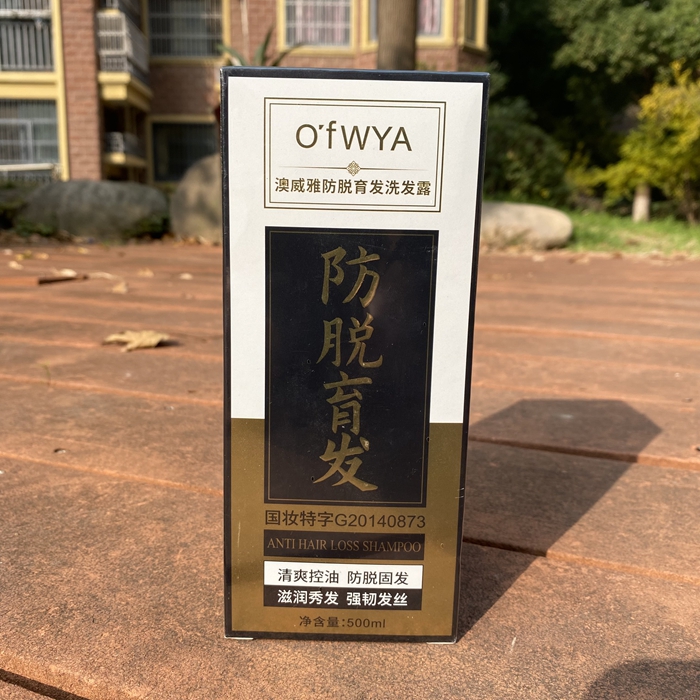 O'fWYA
澳威雅防脱育发洗发露
防脱育发
国妆特字G20140873
ANTI HAIR LOSS SHAMPOO
清爽控油 防脱固发
滋润秀发 强韧发丝
净含量:500ml